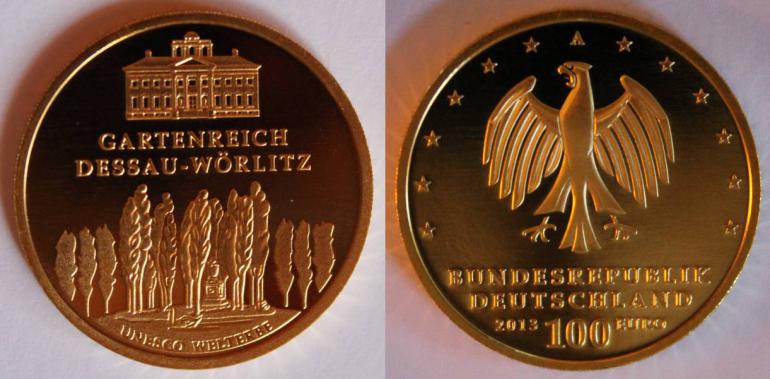 GARTENREICH
DESSAU-WÖRLITZ
UNESCO WELTERBE
A
BUNDESREPUBLIK
DEUTSCHLAND
2013 100 EURO